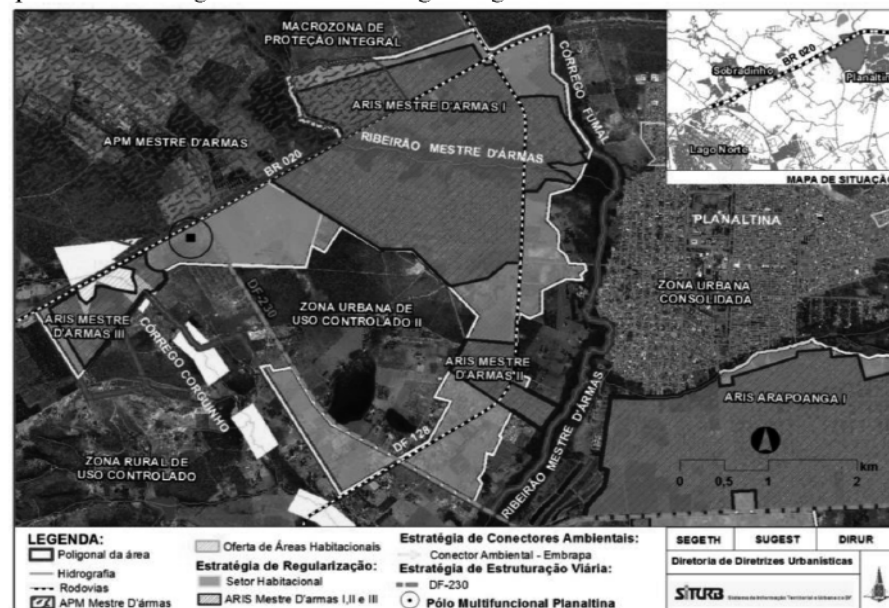 MACROZONA DE
PROTEÇÃO INTEGRAL
CÓRREGO FUMAL
BR 020
Sobradinho
Planaltina
Lago Norte
MAPA DE SITUAÇÃO
ARIS MESTRE D'ARMAS I
APM MESTRE D'ARMAS
RIBEIRÃO MESTRE D'ÁRMAS
BR 020
PLANALTINA
DF-230
ZONA URBANA DE
USO CONTROLADO II
ZONA URBANA
CONSOLIDADA
ARIS MESTRE
D'ARMAS III
CÓRREGO CORGUINHO
ARIS MESTRE
D'ARMAS II
RIBEIRÃO MESTRE D'ÁRMAS
ARIS ARAPOANGA I
DF 128
ZONA RURAL DE
USO CONTROLADO
km
0 0,5 1 2
LEGENDA:
Poligonal da área
Hidrografia
Rodovias
APM Mestre D'armas
Oferta de Áreas Habitacionais
Estratégia de Regularização:
Setor Habitacional
ARIS Mestre D'armas I,II e III
Estratégia de Conectores Ambientais:
Conector Ambiental - Embrapa
Estratégia de Estruturação Viária:
DF-230
Pólo Multifuncional Planaltina
SEGETH SUGEST DIRUR
Diretoria de Diretrizes Urbanísticas
SITURB